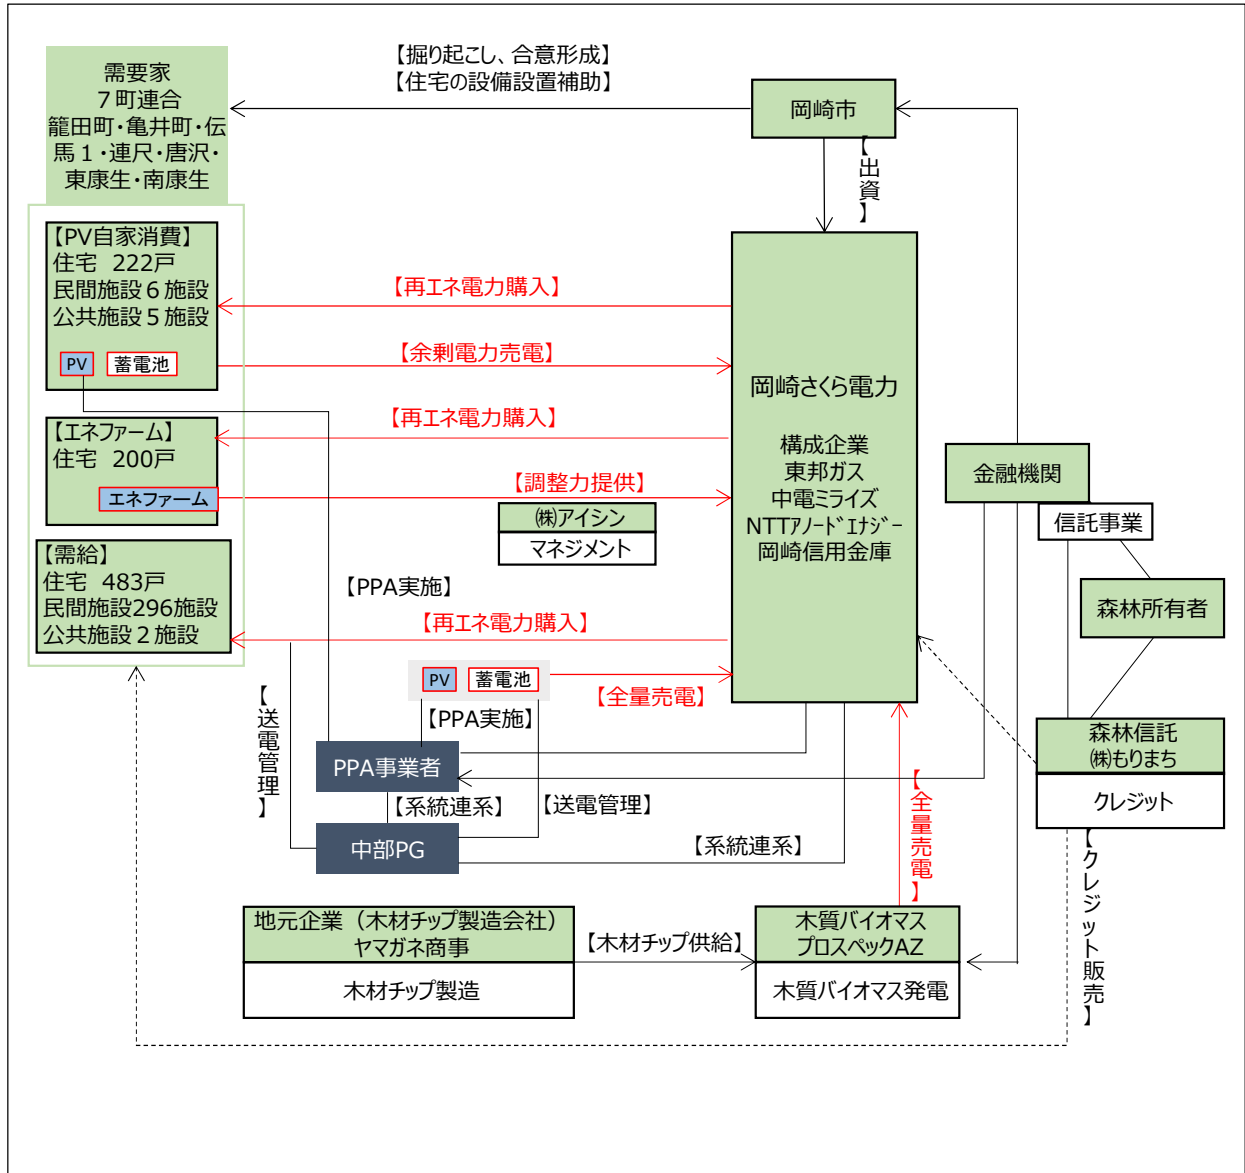 需要家
７町連合
籠田町・亀井町・伝
馬１・連尺・唐沢・
東康生・南康生
【掘り起こし、合意形成】
【住宅の設備設置補助】
岡崎市
【出資】
【PV自家消費】
住宅 222戸
民間施設６施設
公共施設５施設
PV
蓄電池
【再エネ電力購入】
【余剰電力売電】
【再エネ電力購入】
【エネファーム】
住宅 200戸
エネファーム
【調整力提供】
㈱アイシン
マネジメント
【需給】
住宅 483戸
民間施設296施設
公共施設２施設
【PPA実施】
【再エネ電力購入】
岡崎さくら電力
構成企業
東邦ガス
中電ミライズ
NTTｱﾉｰﾄﾞｴﾅｼﾞｰ
岡崎信用金庫
金融機関
信託事業
森林所有者
森林信託
㈱もりまち
クレジット
PV
蓄電池
【全量売電】
【PPA実施】
【送電管理】
PPA事業者
【系統連系】
【送電管理】
中部PG
【系統連系】
【全量売電】
【クレジット販売】
地元企業（木材チップ製造会社）
ヤマガネ商事
木材チップ製造
【木材チップ供給】
木質バイオマス
プロスペックAZ
木質バイオマス発電